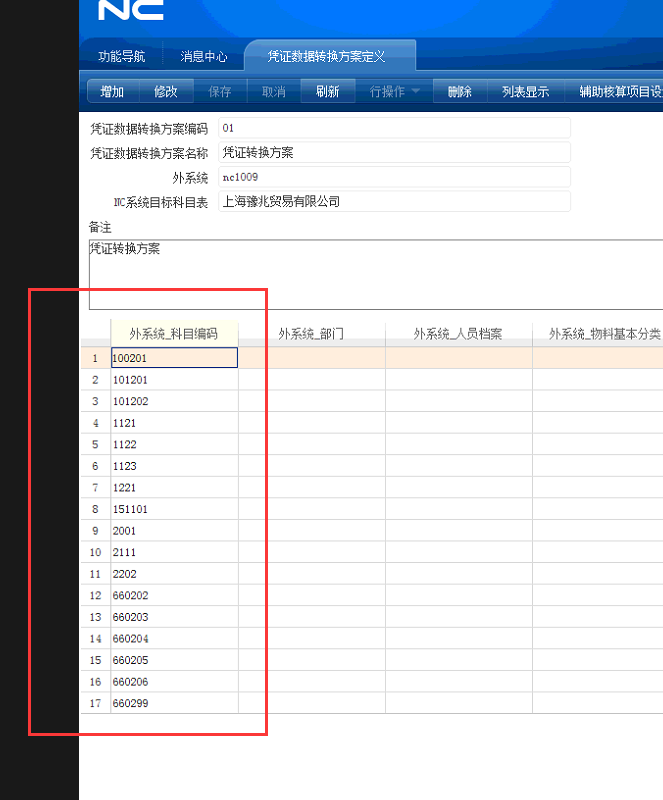 NC
功能导航 消息中心 凭证数据转换方案定义
增加 修改 保存 取消 刷新 行操作 删除 列表显示 辅助核算项目设
凭证数据转换方案编码 01
凭证数据转换方案名称 凭证转换方案
外系统 nc1009
NC系统目标科目表 上海豫兆贸易有限公司
备注
凭证转换方案
外系统_科目编码 外系统_部门 外系统_人员档案 外系统_物料基本分类
1 100201
2 101201
3 101202
4 1121
5 1122
6 1123
7 1221
8 151101
9 2001
10 2111
11 2202
12 660202
13 660203
14 660204
15 660205
16 660206
17 660299